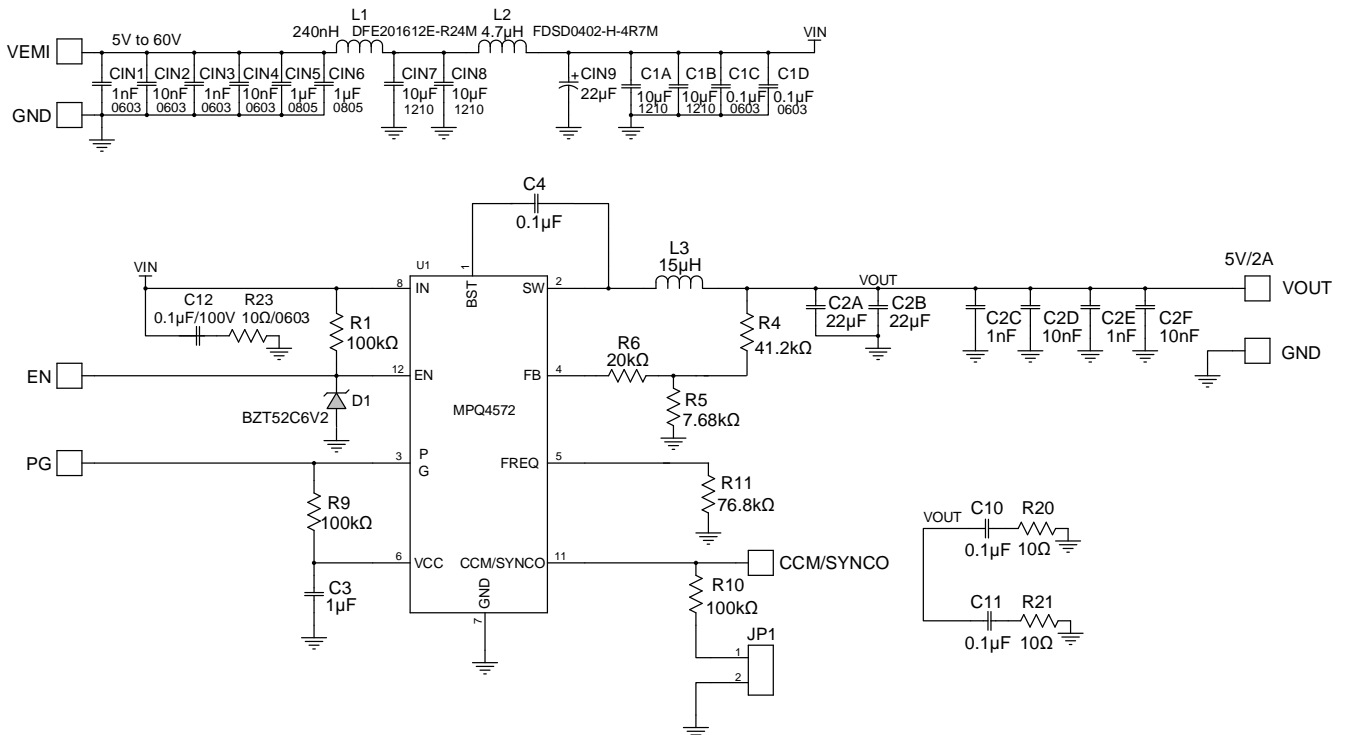 L1
L2
240nH DFE201612E-R24M 4.7µH FDSD0402-H-4R7M
VIN
VEMI
5V to 60V
CIN1
1nF
0603
CIN2
10nF
0603
CIN3
1nF
0603
CIN4
10nF
0603
CIN5
1µF
0805
CIN6
1µF
0805
CIN7
10µF
1210
CIN8
10µF
1210
CIN9
+
22µF
C1A
10µF
1210
C1B
10µF
1210
C1C
0.1µF
0603
C1D
0.1µF
0603
GND
C4
0.1µF
VIN
U1
1
8
IN
BST
SW
2
L3
15µH
VOUT
5V/2A
VOUT
C12
0.1µF/100V
R23
10Ω/0603
R1
100kΩ
R4
41.2kΩ
C2A
22µF
C2B
22µF
C2C
1nF
C2D
10nF
C2E
1nF
C2F
10nF
GND
EN
12
EN
FB
4
R6
20kΩ
D1
BZT52C6V2
MPQ4572
R5
7.68kΩ
PG
3
P
G
FREQ
5
R9
100kΩ
R11
76.8kΩ
VOUT
C10
R20
0.1µF
10Ω
6
VCC
CCM/SYNCO
11
CCM/SYNCO
C3
1µF
GND
7
R10
100kΩ
C11
R21
0.1µF
10Ω
JP1
1
2